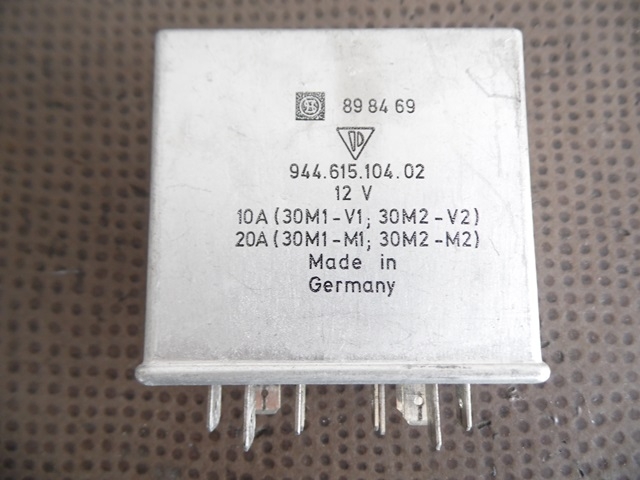 89 84 69
944.615.104.02
12 V
10A (30M1-V1; 30M2-V2)
20A (30M1-M1; 30M2-M2)
Made in
Germany